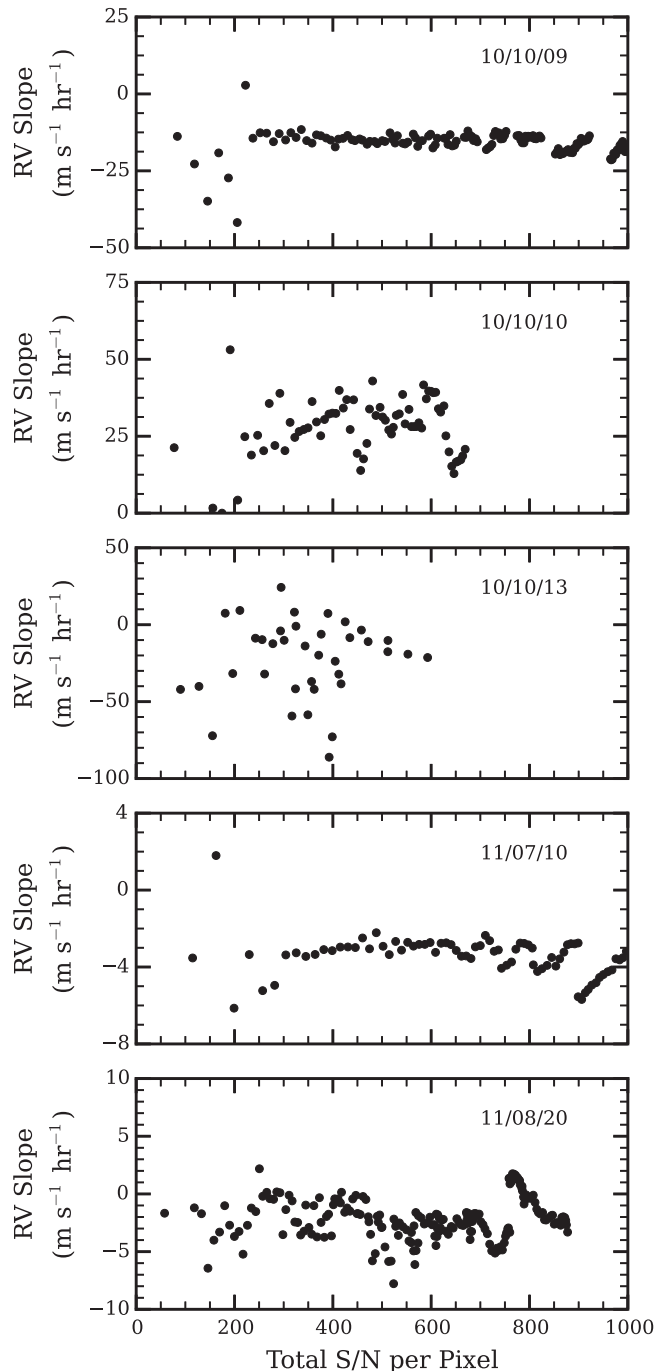 25
0
−25
−50
RV Slope
(m s⁻¹ hr⁻¹)
10/10/09
75
50
25
0
RV Slope
(m s⁻¹ hr⁻¹)
10/10/10
50
0
−50
−100
RV Slope
(m s⁻¹ hr⁻¹)
10/10/13
4
0
−4
−8
RV Slope
(m s⁻¹ hr⁻¹)
11/07/10
10
5
0
−5
−10
RV Slope
(m s⁻¹ hr⁻¹)
11/08/20
0 200 400 600 800 1000
Total S/N per Pixel